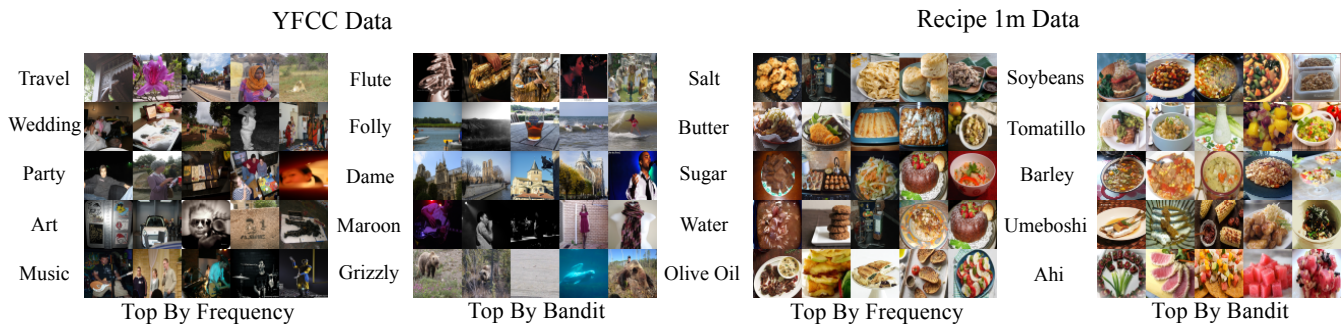 YFCC Data
Recipe 1m Data
Travel
Wedding
Party
Art
Music
Top By Frequency
Flute
Folly
Dame
Maroon
Grizzly
Top By Bandit
Salt
Butter
Sugar
Water
Olive Oil
Top By Frequency
Soybeans
Tomatillo
Barley
Umeboshi
Ahi
Top By Bandit